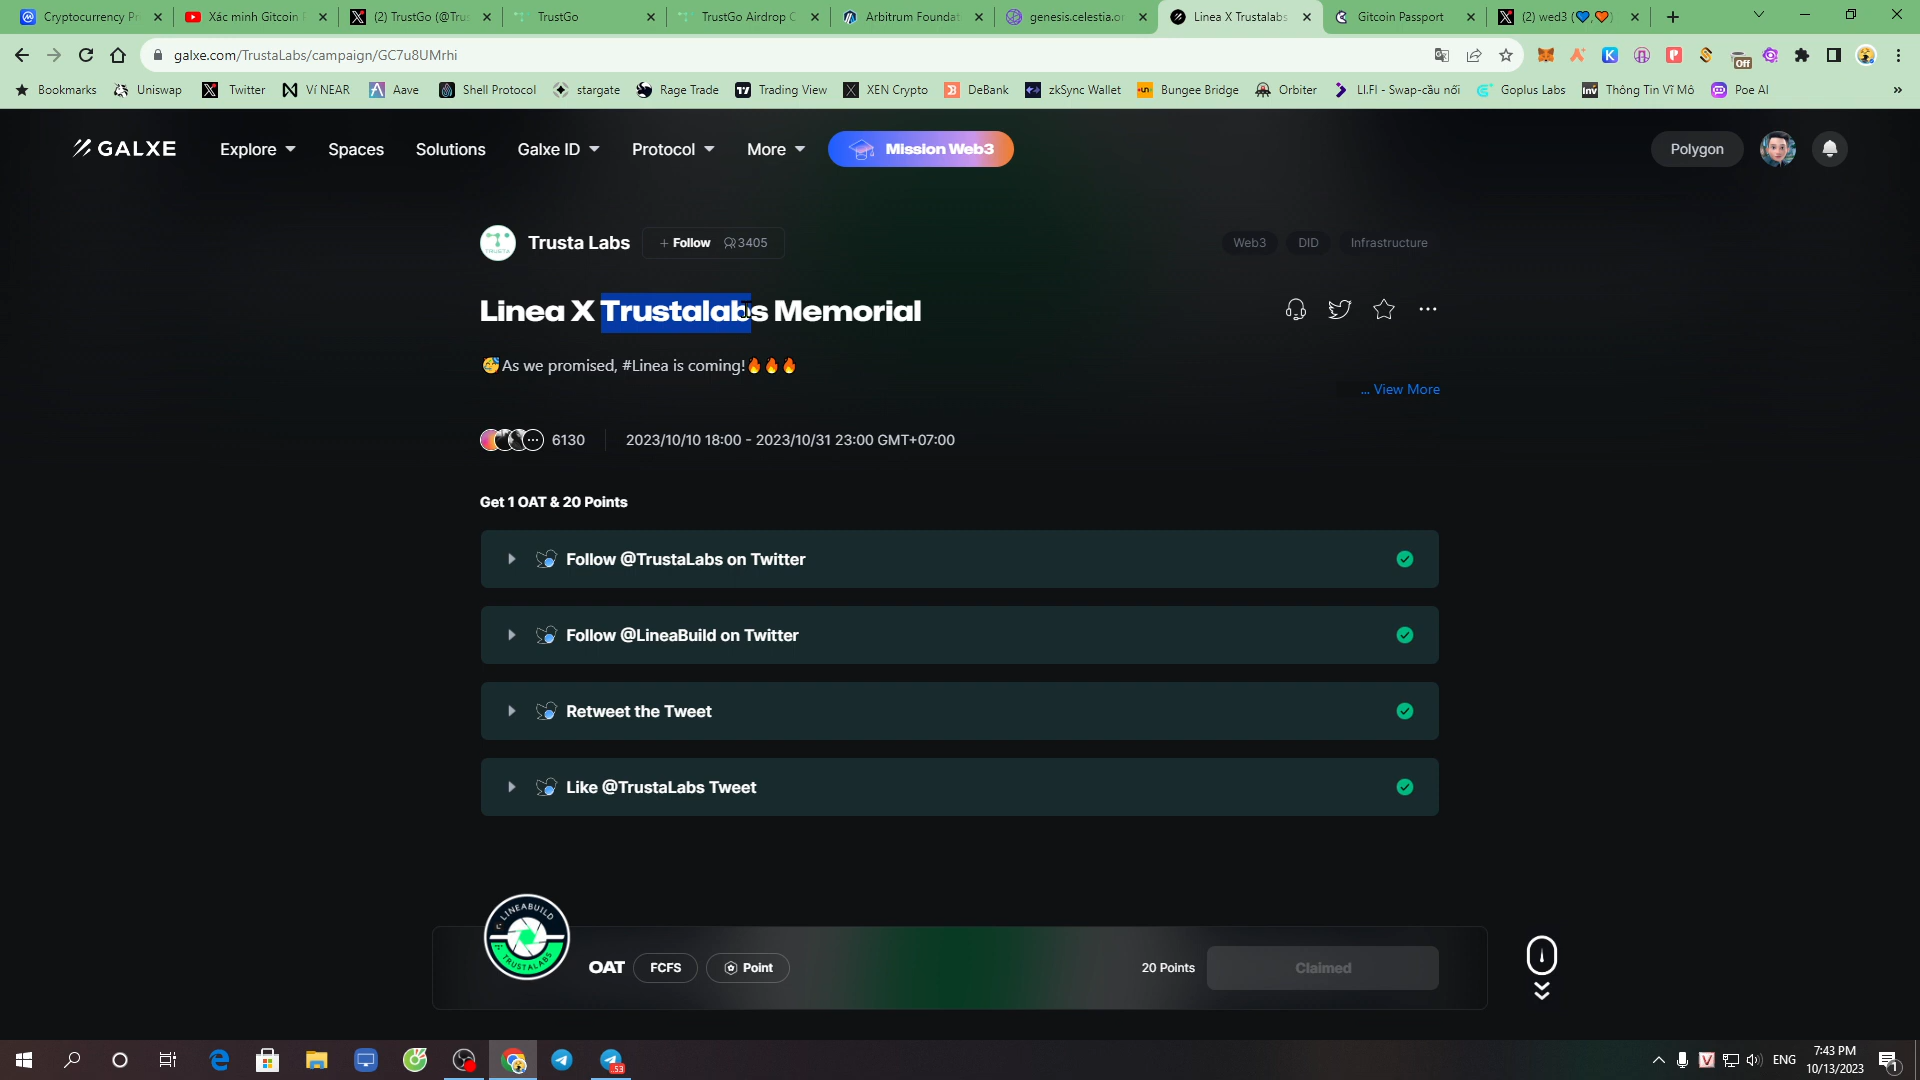 Cryptocurrency Pr
Xác minh Gitcoin P
(2) TrustGo (@Trus
TrustGo
TrustGo Airdrop C
Arbitrum Foundat
genesis.celestia.or
Linea X Trustalabs
Gitcoin Passport
(2) wed3 (💙,🧡)
galxe.com/TrustaLabs/campaign/GC7u8UMrhi
Off
Bookmarks
Uniswap
Twitter
Ví NEAR
Aave
Shell Protocol
stargate
Rage Trade
Trading View
XEN Crypto
DeBank
zkSync Wallet
Bungee Bridge
Orbiter
LI.FI - Swap-cầu nối
Goplus Labs
Thông Tin Vĩ Mô
Poe AI
GALXE
Explore
Spaces
Solutions
Galxe ID
Protocol
More
Mission Web3
Polygon
Trusta Labs
+ Follow 3405
Web3
DID
Infrastructure
Linea X Trustalabs Memorial
😴As we promised, #Linea is coming!🔥🔥🔥
... View More
6130
2023/10/10 18:00 - 2023/10/31 23:00 GMT+07:00
Get 1 OAT & 20 Points
Follow @TrustaLabs on Twitter
Follow @LineaBuild on Twitter
Retweet the Tweet
Like @TrustaLabs Tweet
LINEABUILD
TRUSTALABS
OAT
FCFS
Point
20 Points
Claimed
53
ENG
7:43 PM
10/13/2023
1